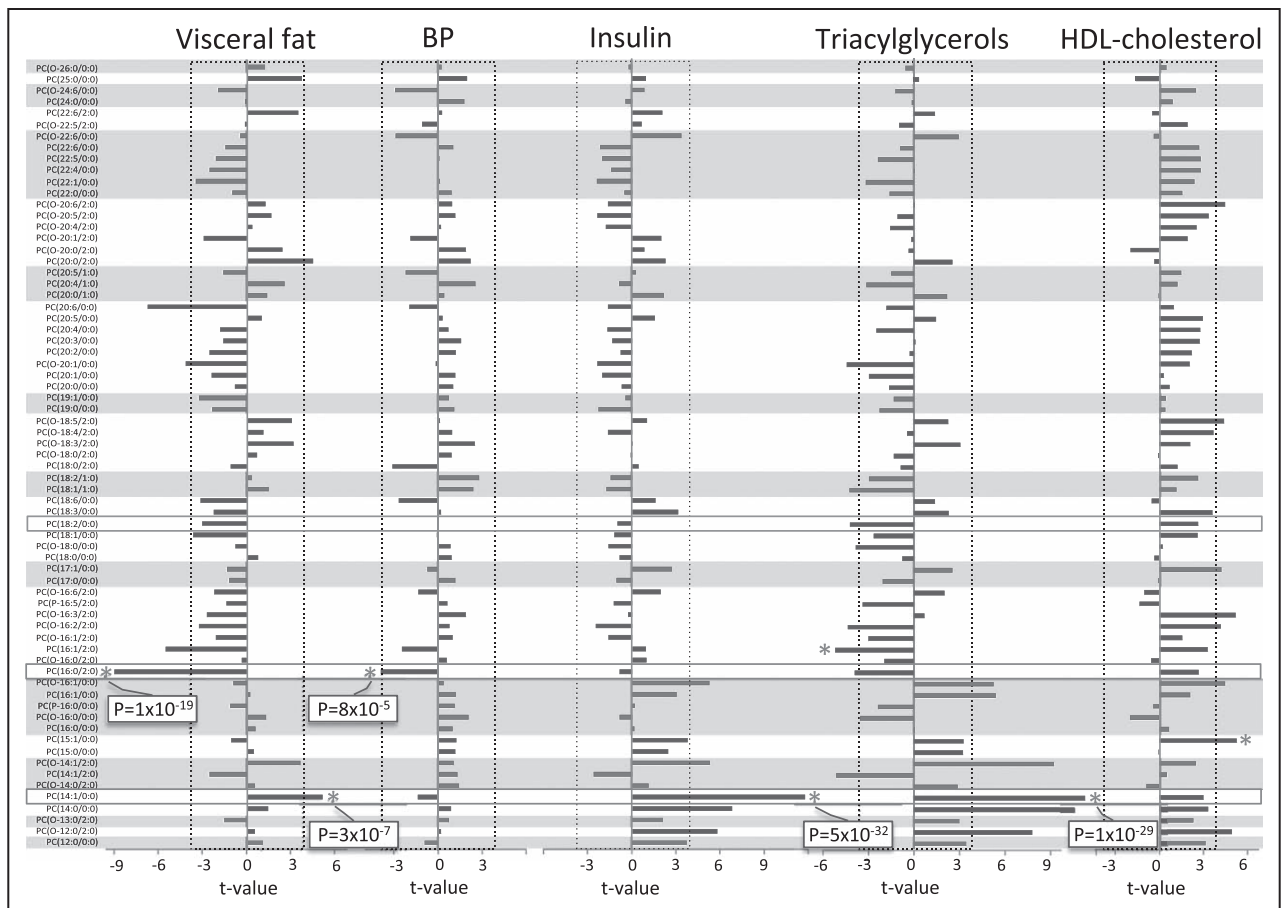 Visceral fat BP Insulin Triacylglycerols HDL-cholesterol
PC(O-26:0/0:0)
PC(25:0/0:0)
PC(O-24:6/0:0)
PC(24:0/0:0)
PC(22:6/2:0)
PC(O-22:5/2:0)
PC(O-22:6/0:0)
PC(22:6/0:0)
PC(22:5/0:0)
PC(22:4/0:0)
PC(22:1/0:0)
PC(22:0/0:0)
PC(O-20:6/2:0)
PC(O-20:5/2:0)
PC(O-20:4/2:0)
PC(O-20:1/2:0)
PC(O-20:0/2:0)
PC(20:0/2:0)
PC(20:5/1:0)
PC(20:4/1:0)
PC(20:0/1:0)
PC(20:6/0:0)
PC(20:5/0:0)
PC(20:4/0:0)
PC(20:3/0:0)
PC(20:2/0:0)
PC(O-20:1/0:0)
PC(20:1/0:0)
PC(20:0/0:0)
PC(19:1/0:0)
PC(19:0/0:0)
PC(O-18:5/2:0)
PC(O-18:4/2:0)
PC(O-18:3/2:0)
PC(O-18:0/2:0)
PC(18:0/2:0)
PC(18:2/1:0)
PC(18:1/1:0)
PC(18:6/0:0)
PC(18:3/0:0)
PC(18:2/0:0)
PC(18:1/0:0)
PC(O-18:0/0:0)
PC(18:0/0:0)
PC(17:1/0:0)
PC(17:0/0:0)
PC(O-16:6/2:0)
PC(P-16:5/2:0)
PC(O-16:3/2:0)
PC(O-16:2/2:0)
PC(O-16:1/2:0)
PC(16:1/2:0) *
PC(O-16:0/2:0)
PC(16:0/2:0) * *
PC(O-16:1/0:0)
PC(16:1/0:0)
P=1x10-19 P=8x10-5
PC(P-16:0/0:0)
PC(O-16:0/0:0)
PC(16:0/0:0)
PC(15:1/0:0) *
PC(15:0/0:0)
PC(O-14:1/2:0)
PC(14:1/2:0)
PC(O-14:0/2:0)
PC(14:1/0:0) * * *
PC(14:0/0:0)
PC(O-13:0/2:0)
P=3x10-7 P=5x10-32 P=1x10-29
PC(O-12:0/2:0)
PC(12:0/0:0)
-9 -6 -3 0 3 6 -3 0 3 -3 0 3 6 9 -6 -3 0 3 6 9 -3 0 3 6
t-value t-value t-value t-value t-value